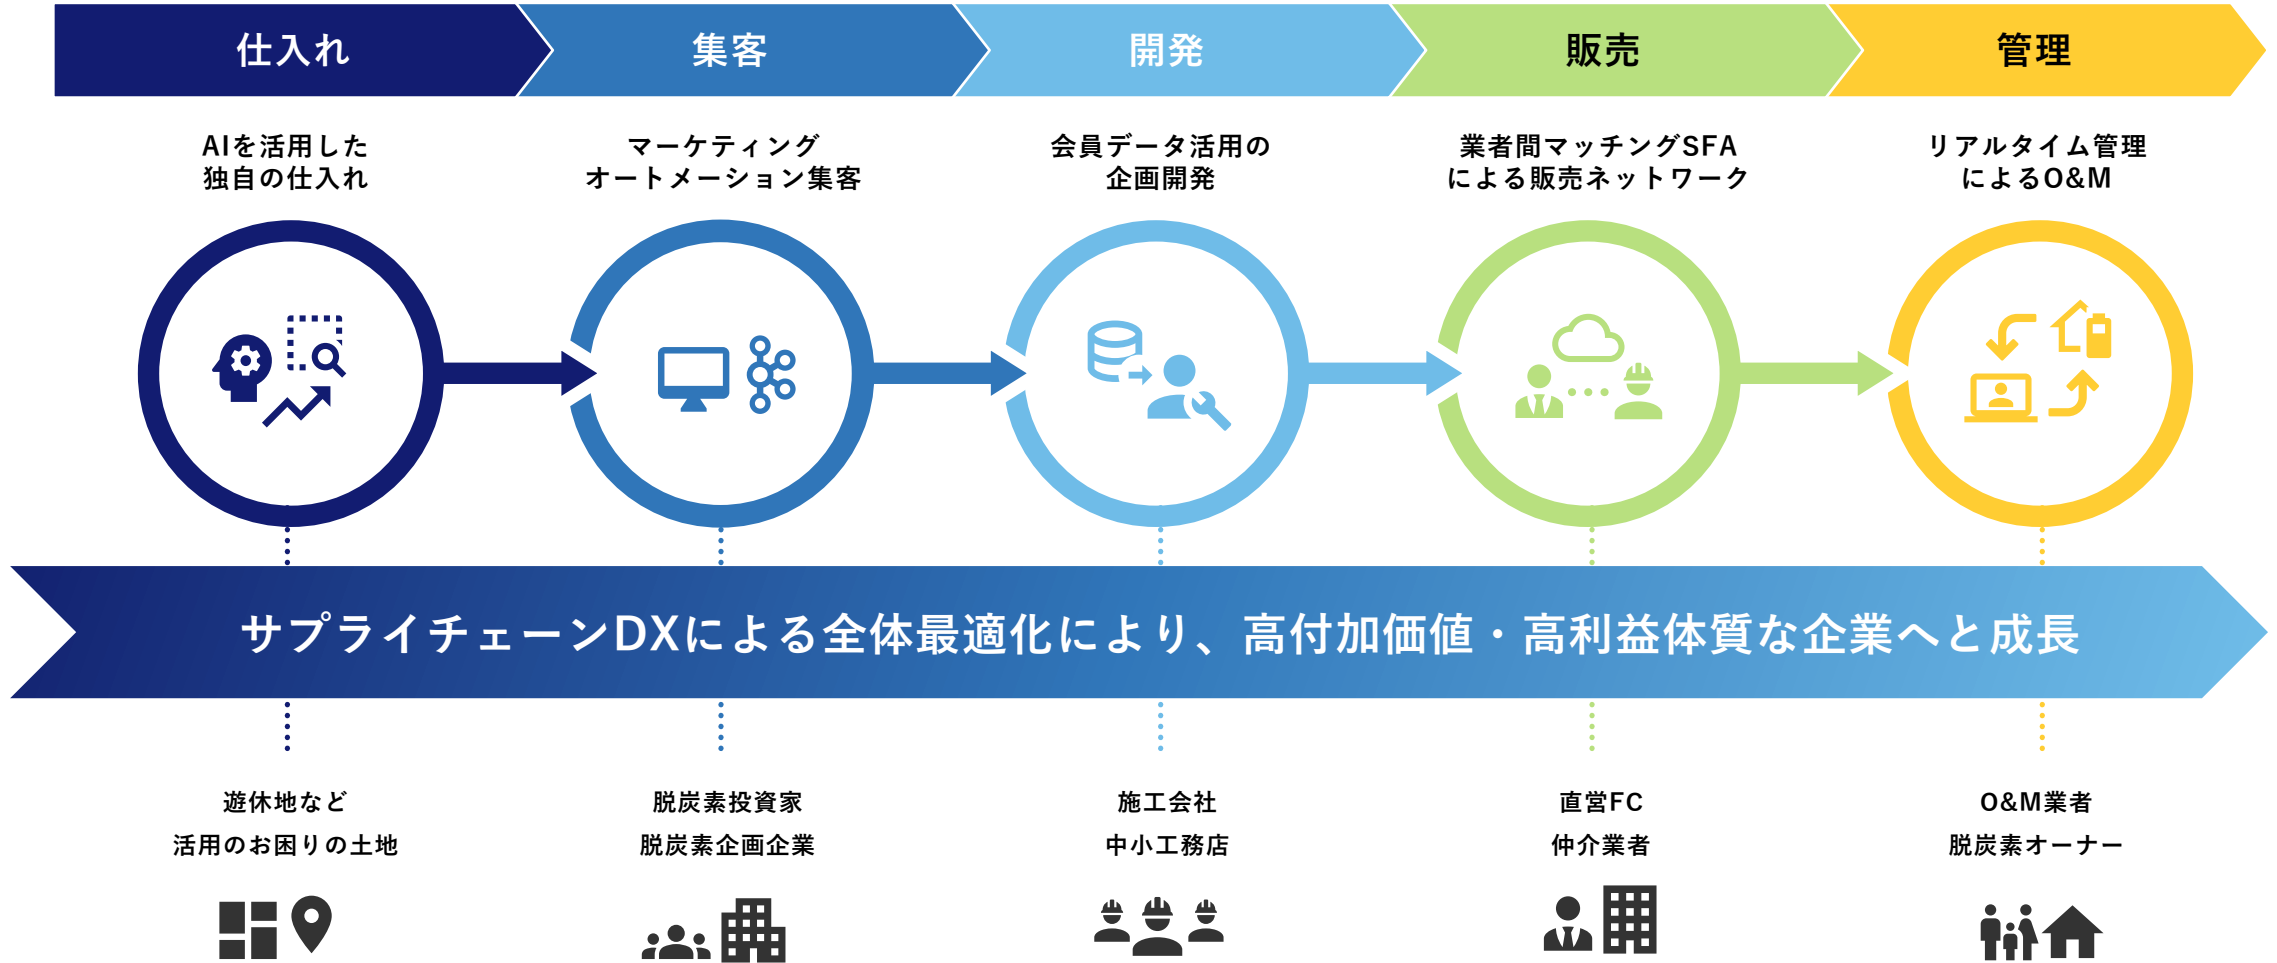 仕入れ
集客
開発
販売
管理
AIを活用した
独自の仕入れ
マーケティング
オートメーション集客
会員データ活用の
企画開発
業者間マッチングSFA
による販売ネットワーク
リアルタイム管理
によるO&M
サプライチェーンDXによる全体最適化により、高付加価値・高利益体質な企業へと成長
遊休地など
活用のお困りの土地
脱炭素投資家
脱炭素企画企業
施工会社
中小工務店
直営FC
仲介業者
O&M業者
脱炭素オーナー